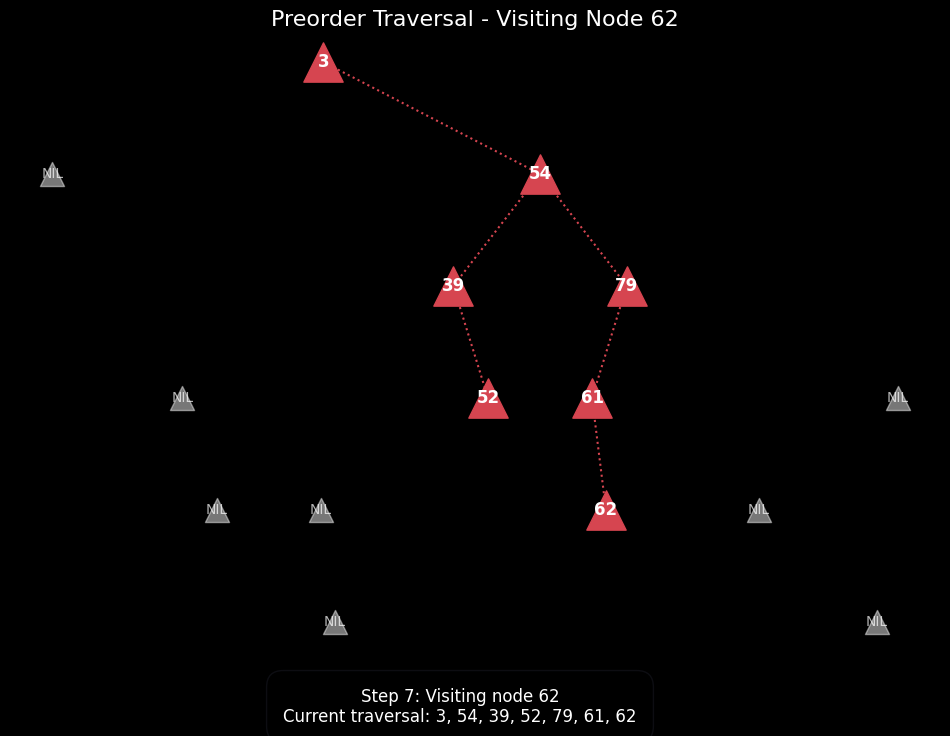 Preorder Traversal - Visiting Node 62
3
NIL
54
39
79
NIL
52
61
NIL
NIL
NIL
62
NIL
NIL
NIL
Step 7: Visiting node 62
Current traversal: 3, 54, 39, 52, 79, 61, 62